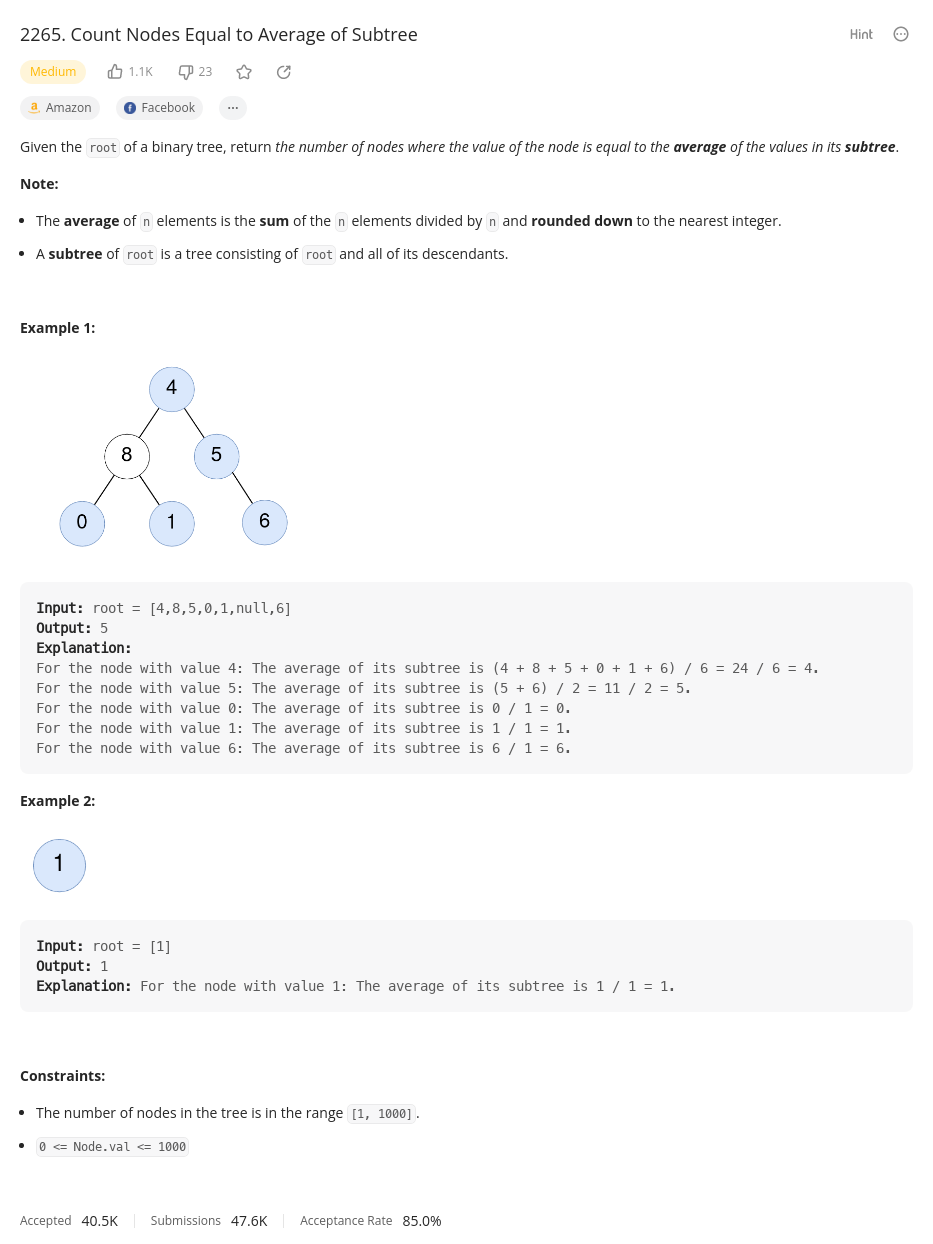 2265. Count Nodes Equal to Average of Subtree
Hint
Medium 1.1K 23
Amazon Facebook ...
Given the root of a binary tree, return the number of nodes where the value of the node is equal to the average of the values in its subtree.
Note:
• The average of n elements is the sum of the n elements divided by n and rounded down to the nearest integer.
• A subtree of root is a tree consisting of root and all of its descendants.
Example 1:
4
8 5
0 1 6
Input: root = [4,8,5,0,1,null,6]
Output: 5
Explanation:
For the node with value 4: The average of its subtree is (4 + 8 + 5 + 0 + 1 + 6) / 6 = 24 / 6 = 4.
For the node with value 5: The average of its subtree is (5 + 6) / 2 = 11 / 2 = 5.
For the node with value 0: The average of its subtree is 0 / 1 = 0.
For the node with value 1: The average of its subtree is 1 / 1 = 1.
For the node with value 6: The average of its subtree is 6 / 1 = 6.
Example 2:
1
Input: root = [1]
Output: 1
Explanation: For the node with value 1: The average of its subtree is 1 / 1 = 1.
Constraints:
• The number of nodes in the tree is in the range [1, 1000].
• 0 <= Node.val <= 1000
Accepted 40.5K Submissions 47.6K Acceptance Rate 85.0%